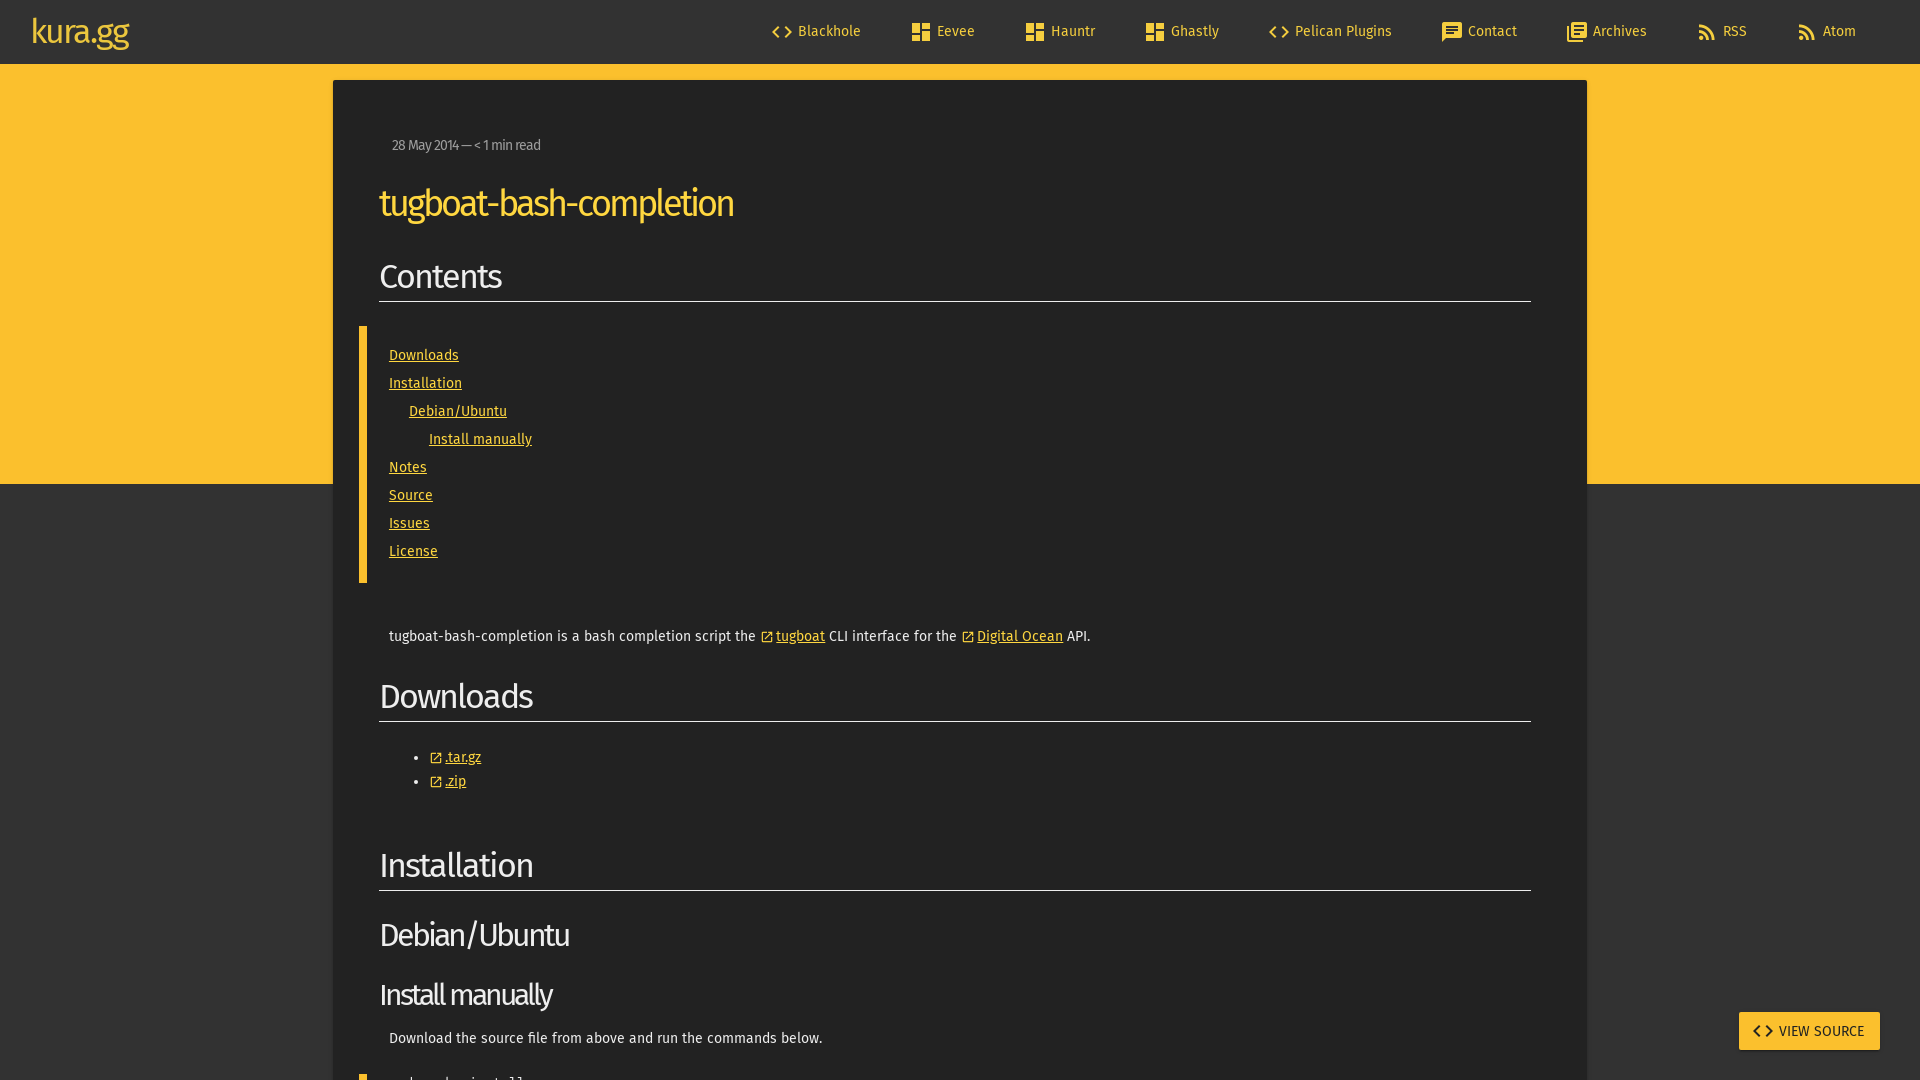 kura.gg
Blackhole
Eevee
Hauntr
Ghastly
Pelican Plugins
Contact
Archives
RSS
Atom
28 May 2014 — < 1 min read
tugboat-bash-completion
Contents
Downloads
Installation
Debian/Ubuntu
Install manually
Notes
Source
Issues
License
tugboat-bash-completion is a bash completion script the tugboat CLI interface for the Digital Ocean API.
Downloads
.tar.gz
.zip
Installation
Debian/Ubuntu
Install manually
Download the source file from above and run the commands below.
VIEW SOURCE